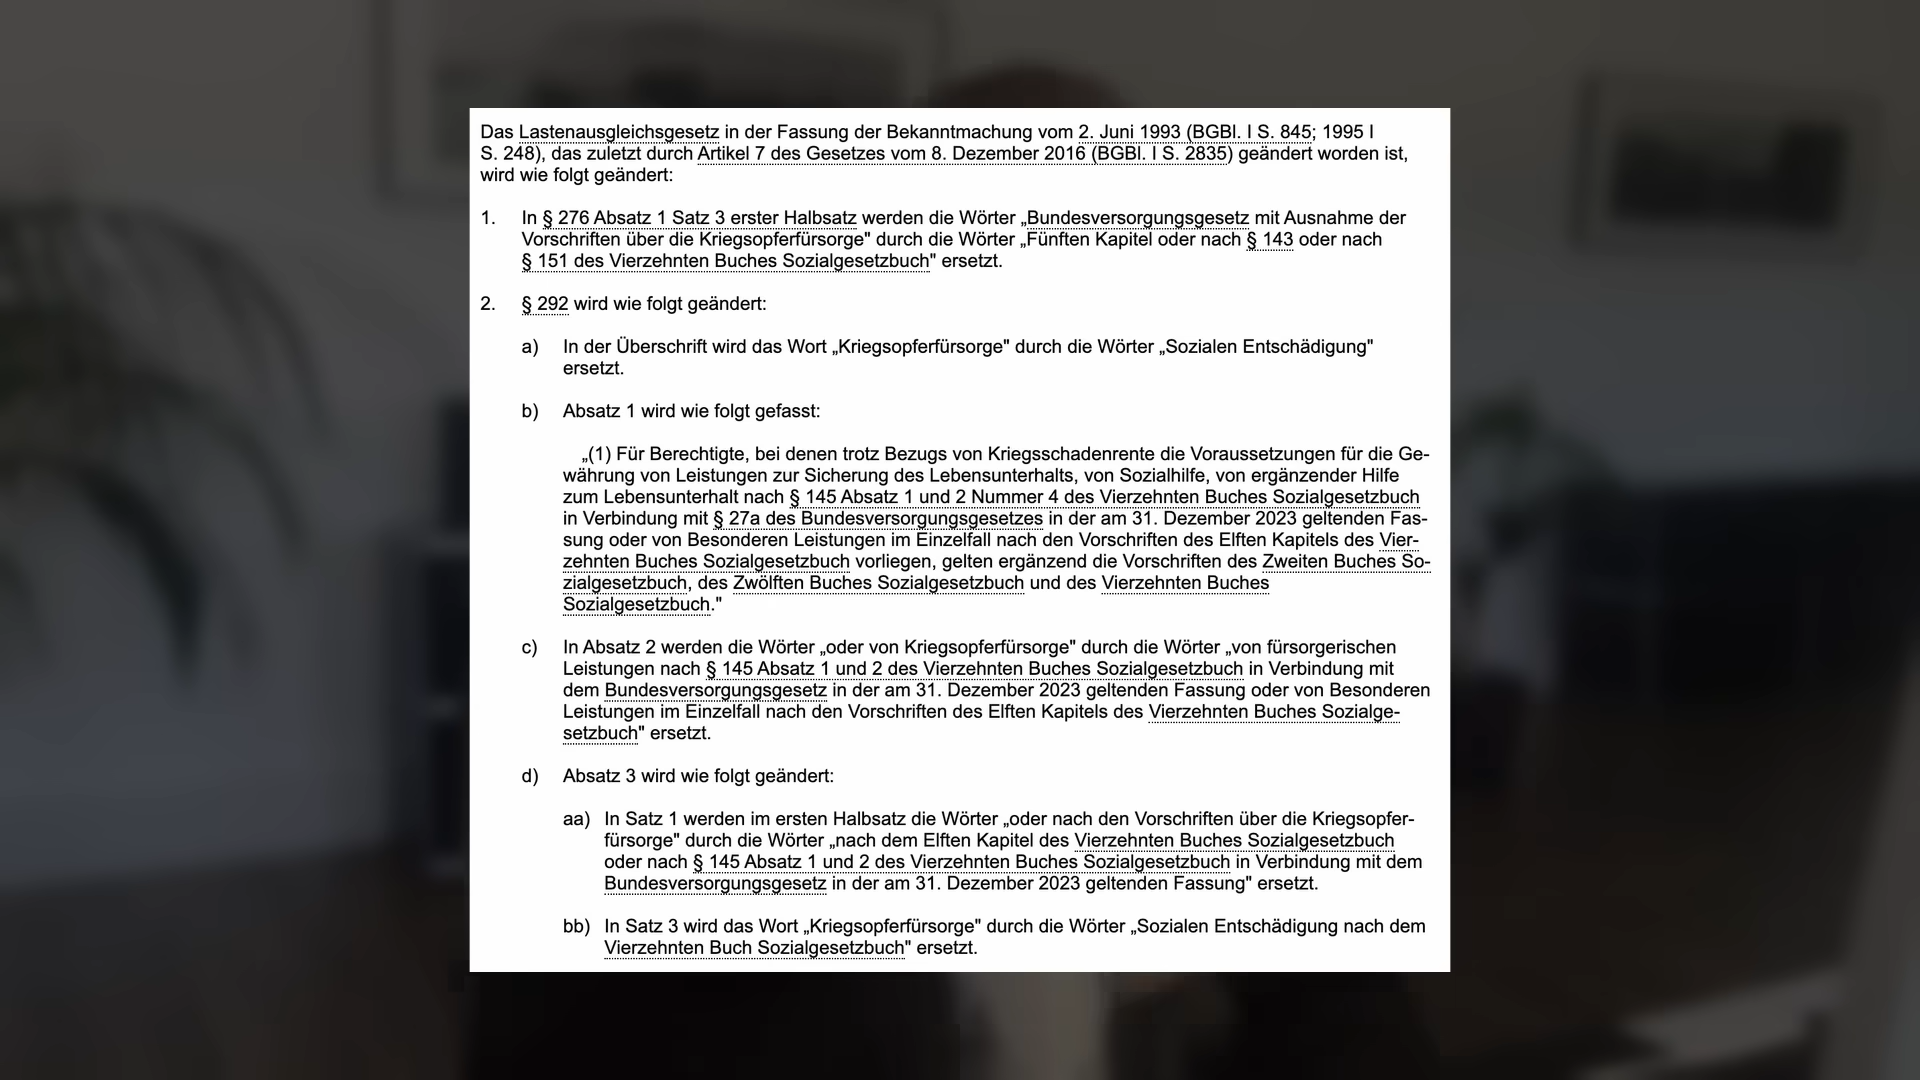 Das Lastenausgleichsgesetz in der Fassung der Bekanntmachung vom 2. Juni 1993 (BGBl. I S. 845; 1995 I
S. 248), das zuletzt durch Artikel 7 des Gesetzes vom 8. Dezember 2016 (BGBl. I S. 2835) geändert worden ist,
wird wie folgt geändert:
1. In § 276 Absatz 1 Satz 3 erster Halbsatz werden die Wörter „Bundesversorgungsgesetz mit Ausnahme der
Vorschriften über die Kriegsopferfürsorge" durch die Wörter „Fünften Kapitel oder nach § 143 oder nach
§ 151 des Vierzehnten Buches Sozialgesetzbuch" ersetzt.
2. § 292 wird wie folgt geändert:
a) In der Überschrift wird das Wort „Kriegsopferfürsorge" durch die Wörter „Sozialen Entschädigung"
ersetzt.
b) Absatz 1 wird wie folgt gefasst:
„(1) Für Berechtigte, bei denen trotz Bezugs von Kriegsschadenrente die Voraussetzungen für die Ge-
währung von Leistungen zur Sicherung des Lebensunterhalts, von Sozialhilfe, von ergänzender Hilfe
zum Lebensunterhalt nach § 145 Absatz 1 und 2 Nummer 4 des Vierzehnten Buches Sozialgesetzbuch
in Verbindung mit § 27a des Bundesversorgungsgesetzes in der am 31. Dezember 2023 geltenden Fas-
sung oder von Besonderen Leistungen im Einzelfall nach den Vorschriften des Elften Kapitels des Vier-
zehnten Buches Sozialgesetzbuch vorliegen, gelten ergänzend die Vorschriften des Zweiten Buches So-
zialgesetzbuch, des Zwölften Buches Sozialgesetzbuch und des Vierzehnten Buches
Sozialgesetzbuch."
c) In Absatz 2 werden die Wörter „oder von Kriegsopferfürsorge" durch die Wörter „von fürsorgerischen
Leistungen nach § 145 Absatz 1 und 2 des Vierzehnten Buches Sozialgesetzbuch in Verbindung mit
dem Bundesversorgungsgesetz in der am 31. Dezember 2023 geltenden Fassung oder von Besonderen
Leistungen im Einzelfall nach den Vorschriften des Elften Kapitels des Vierzehnten Buches Sozialge-
setzbuch" ersetzt.
d) Absatz 3 wird wie folgt geändert:
aa) In Satz 1 werden im ersten Halbsatz die Wörter „oder nach den Vorschriften über die Kriegsopfer-
fürsorge" durch die Wörter „nach dem Elften Kapitel des Vierzehnten Buches Sozialgesetzbuch
oder nach § 145 Absatz 1 und 2 des Vierzehnten Buches Sozialgesetzbuch in Verbindung mit dem
Bundesversorgungsgesetz in der am 31. Dezember 2023 geltenden Fassung" ersetzt.
bb) In Satz 3 wird das Wort „Kriegsopferfürsorge" durch die Wörter „Sozialen Entschädigung nach dem
Vierzehnten Buch Sozialgesetzbuch" ersetzt.